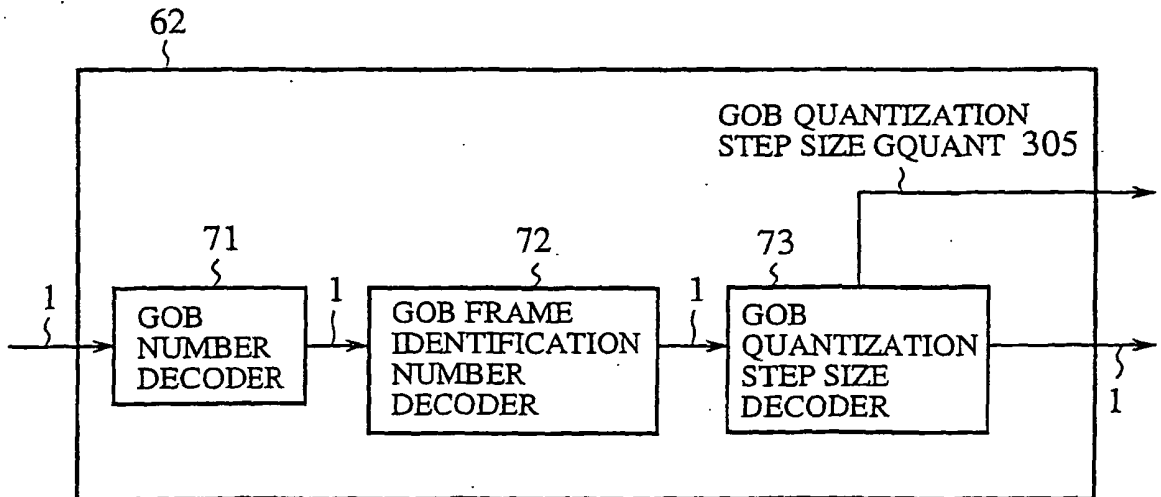 62
GOB QUANTIZATION
STEP SIZE GQUANT 305
71
72
73
1
1
1
1
GOB
NUMBER
DECODER
GOB FRAME
IDENTIFICATION
NUMBER
DECODER
GOB
QUANTIZATION
STEP SIZE
DECODER